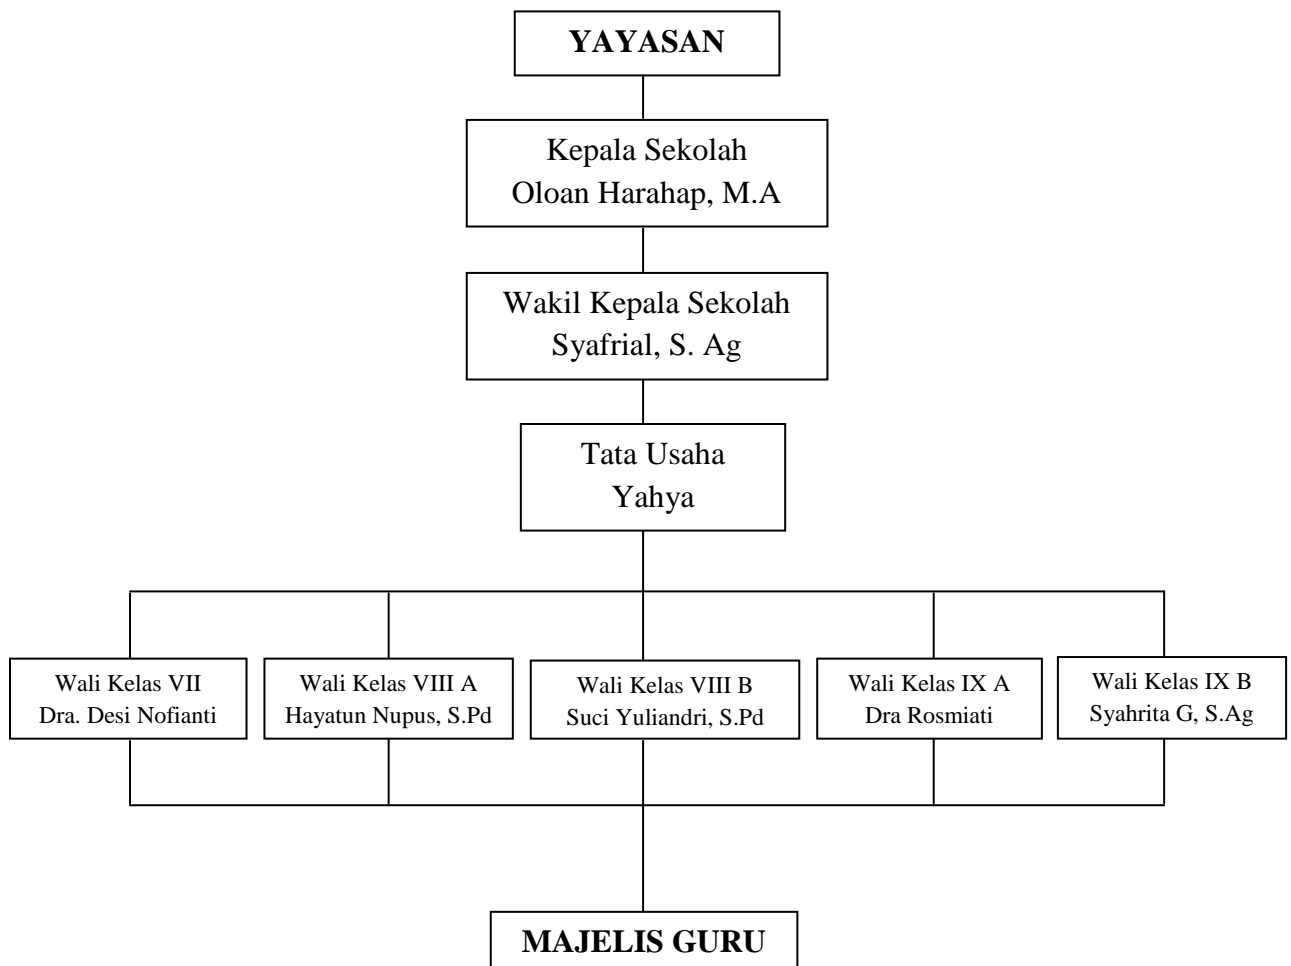 YAYASAN
Kepala Sekolah
Oloan Harahap, M.A
Wakil Kepala Sekolah
Syafrial, S. Ag
Tata Usaha
Yahya
Wali Kelas VII
Dra. Desi Nofianti
Wali Kelas VIII A
Hayatun Nupus, S.Pd
Wali Kelas VIII B
Suci Yuliandri, S.Pd
Wali Kelas IX A
Dra Rosmiati
Wali Kelas IX B
Syahrita G, S.Ag
MAJELIS GURU